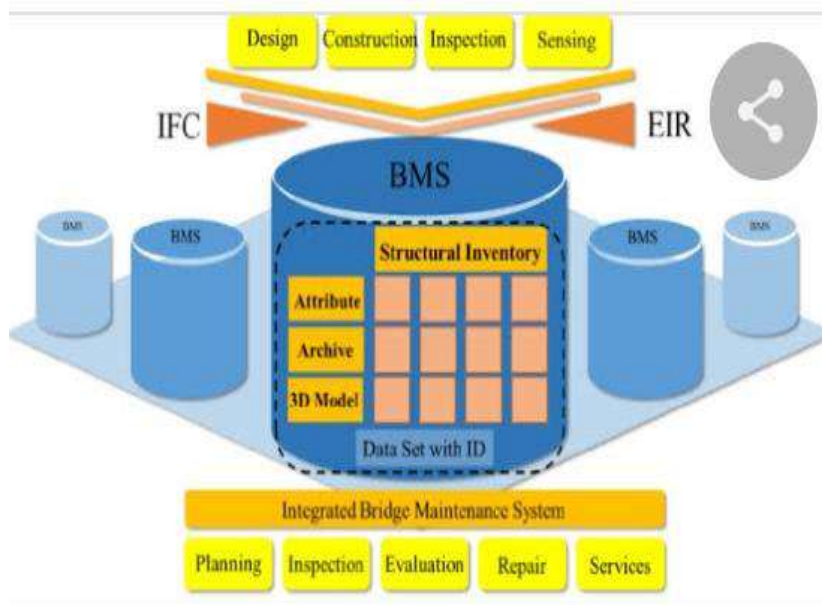 Design
Construction
Inspection
Sensing
IFC
EIR
BMS
BMS
BMS
BMS
BMS
Structural Inventory
Attribute
Archive
3D Model
Data Set with ID
Integrated Bridge Maintenance System
Planning
Inspection
Evaluation
Repair
Services